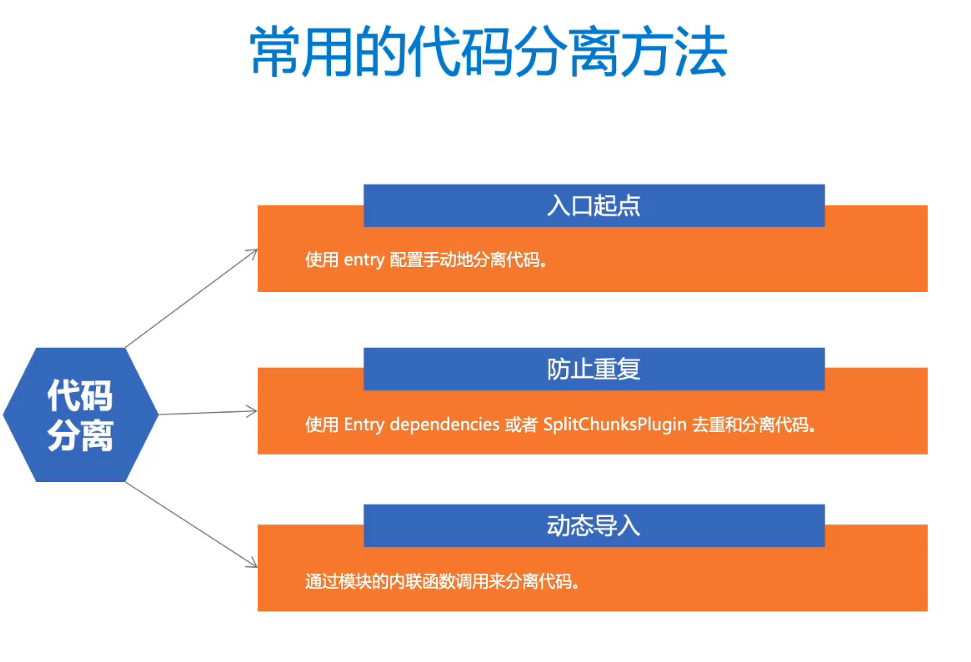 常用的代码分离方法
入口起点
使用 entry 配置手动地分离代码。
代码
分离
防止重复
使用 Entry dependencies 或者 SplitChunksPlugin 去重和分离代码。
动态导入
通过模块的内联函数调用来分离代码。